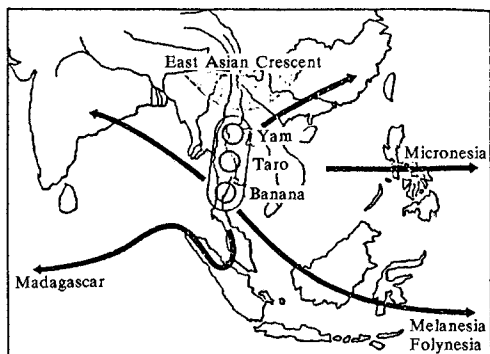 East Asian Crescent
Yam
Taro
Banana
Micronesia
Madagascar
Melanesia
Folynesia